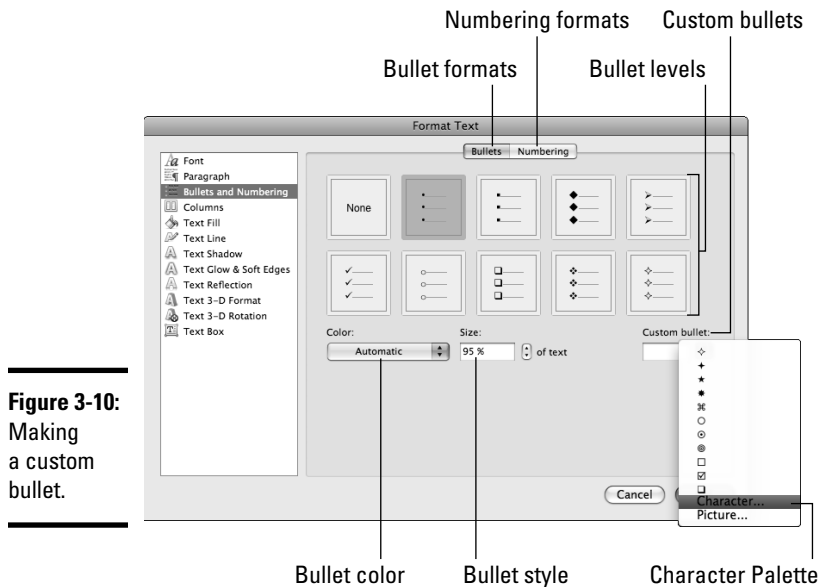 Numbering formats Custom bullets
Bullet formats Bullet levels
Format Text
Bullets Numbering
Font
Paragraph
Bullets and Numbering
Columns
Text Fill
Text Line
Text Shadow
Text Glow & Soft Edges
Text Reflection
Text 3-D Format
Text 3-D Rotation
Text Box
None
Color: Size: Custom bullet:
Automatic 95 % of text
Character...
Picture...
Cancel
Figure 3-10:
Making
a custom
bullet.
Bullet color Bullet style Character Palette